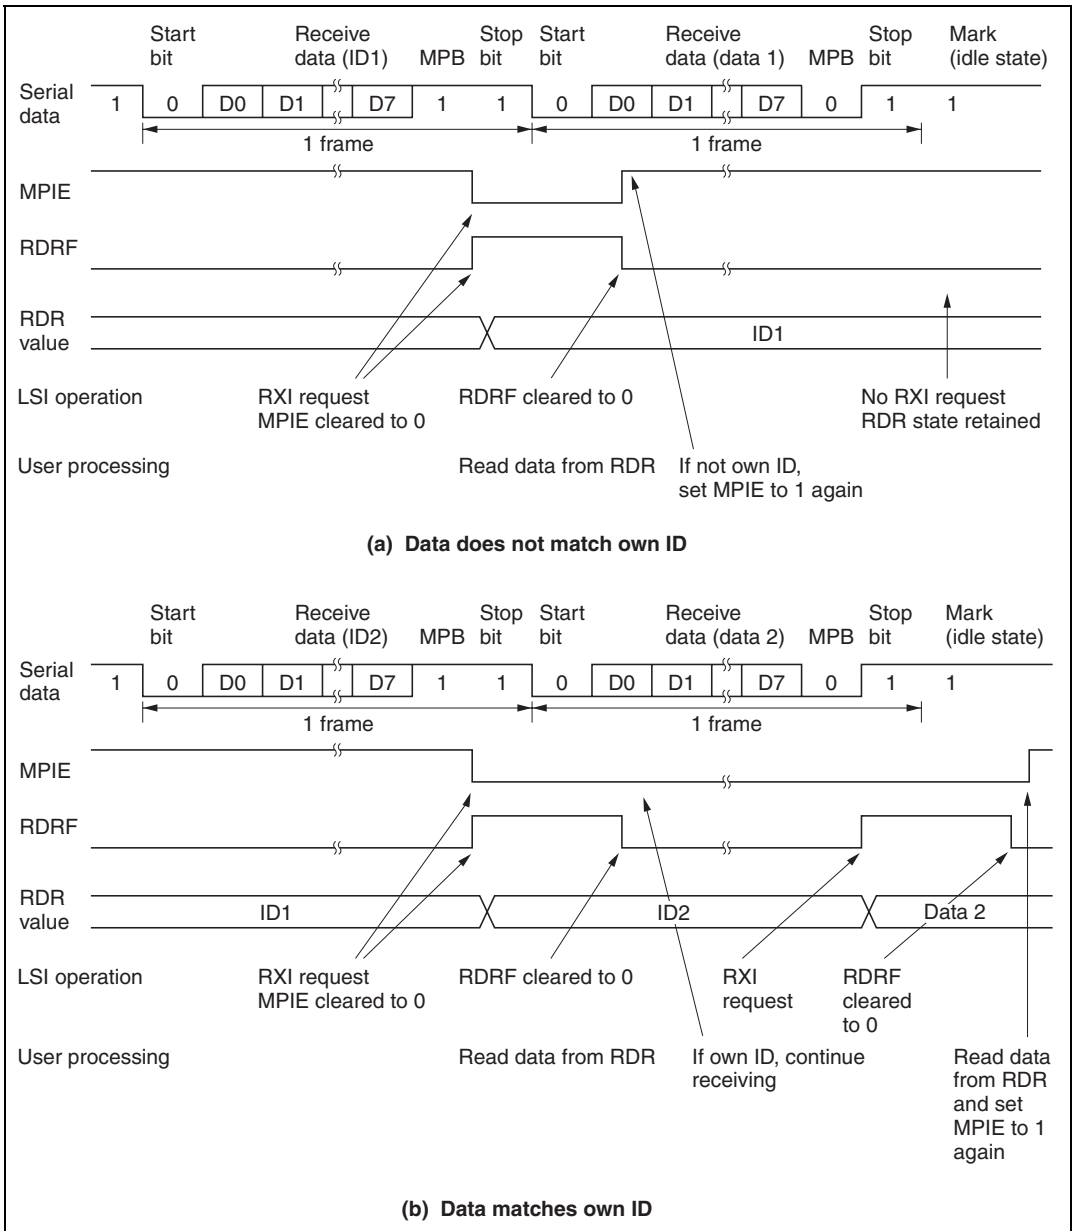 Start Receive Stop Start Receive Stop Mark
bit data (ID1) MPB bit bit data (data 1) MPB bit (idle state)
Serial
data
1 0 D0 D1 D7 1 1 0 D0 D1 D7 0 1 1
1 frame 1 frame
MPIE
RDRF
RDR
value
ID1
LSI operation RXI request RDRF cleared to 0 No RXI request
MPIE cleared to 0 RDR state retained
User processing Read data from RDR If not own ID,
set MPIE to 1 again
(a) Data does not match own ID
Start Receive Stop Start Receive Stop Mark
bit data (ID2) MPB bit bit data (data 2) MPB bit (idle state)
Serial
data
1 0 D0 D1 D7 1 1 0 D0 D1 D7 0 1 1
1 frame 1 frame
MPIE
RDRF
RDR
value
ID1 ID2 Data 2
LSI operation RXI request RDRF cleared to 0 RXI RDRF
MPIE cleared to 0 request cleared
to 0
User processing Read data from RDR If own ID, continue Read data
receiving from RDR
and set
MPIE to 1
again
(b) Data matches own ID